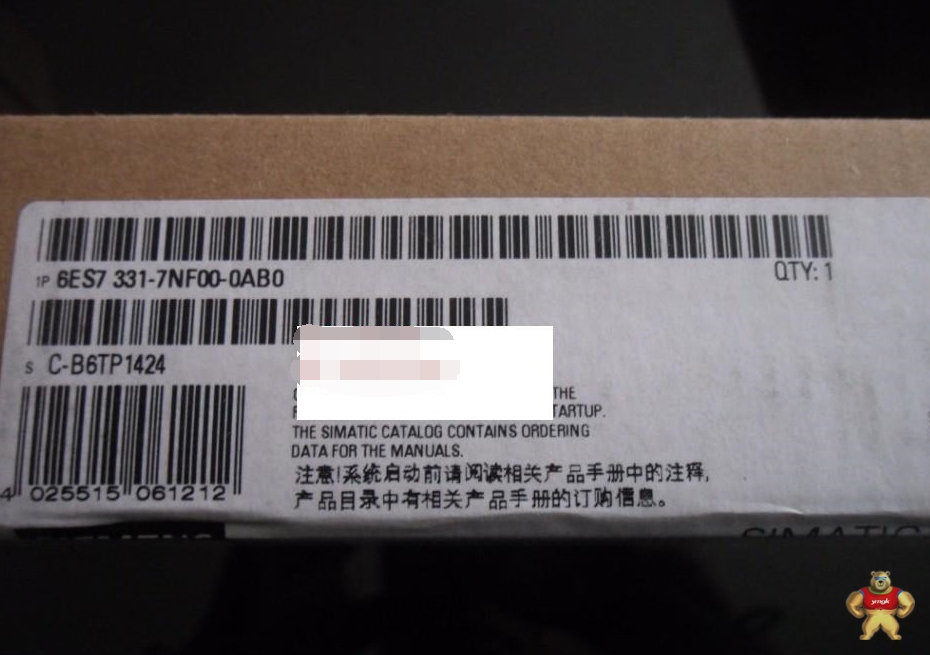 1P 6ES7 331-7NF00-0AB0
QTY: 1
S C-B6TP1424
THE
TARTUP.
THE SIMATIC CATALOG CONTAINS ORDERING
DATA FOR THE MANUALS.
注意!系统启动前请阅读相关产品手册中的注释,
产品目录中有相关产品手册的订购信息。
4 025515 061212
SIEMENS
SIMATIC
ymgk